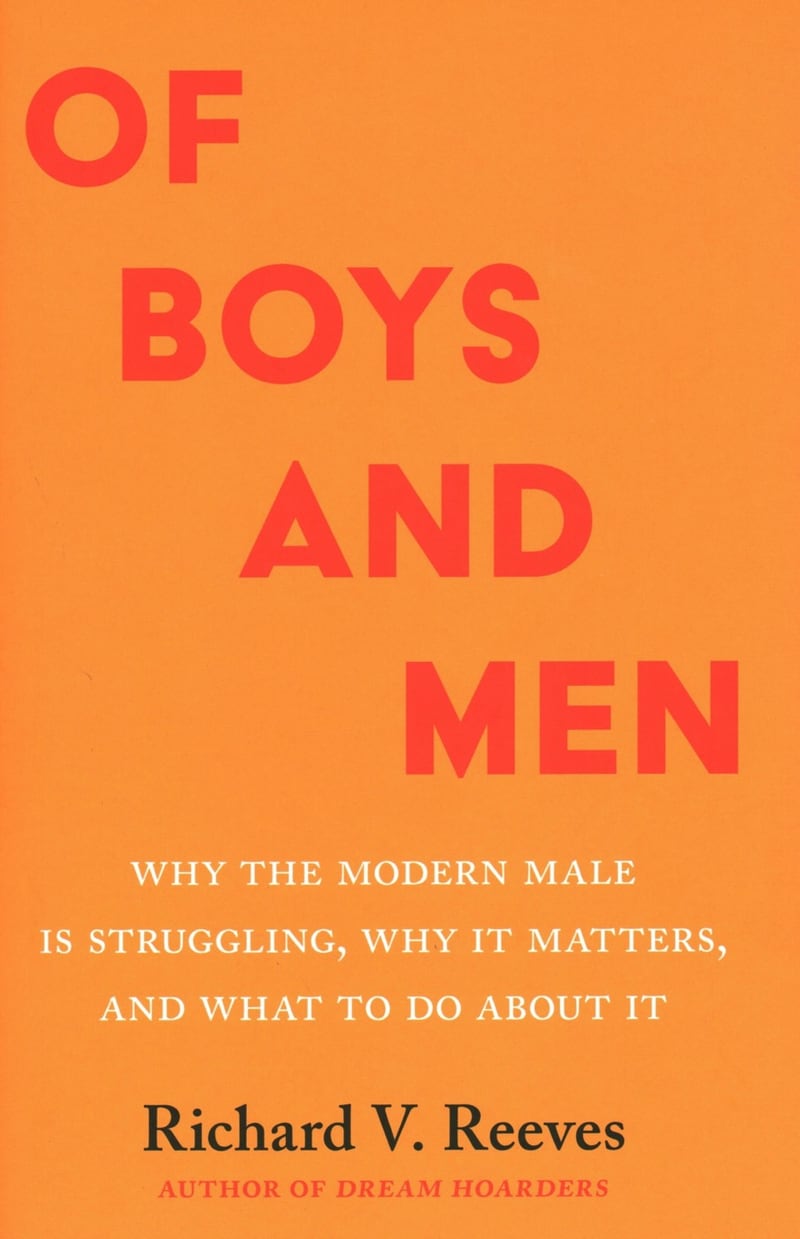 OF
BOYS
AND
MEN
WHY THE MODERN MALE
IS STRUGGLING, WHY IT MATTERS,
AND WHAT TO DO ABOUT IT
Richard V. Reeves
AUTHOR OF DREAM HOARDERS